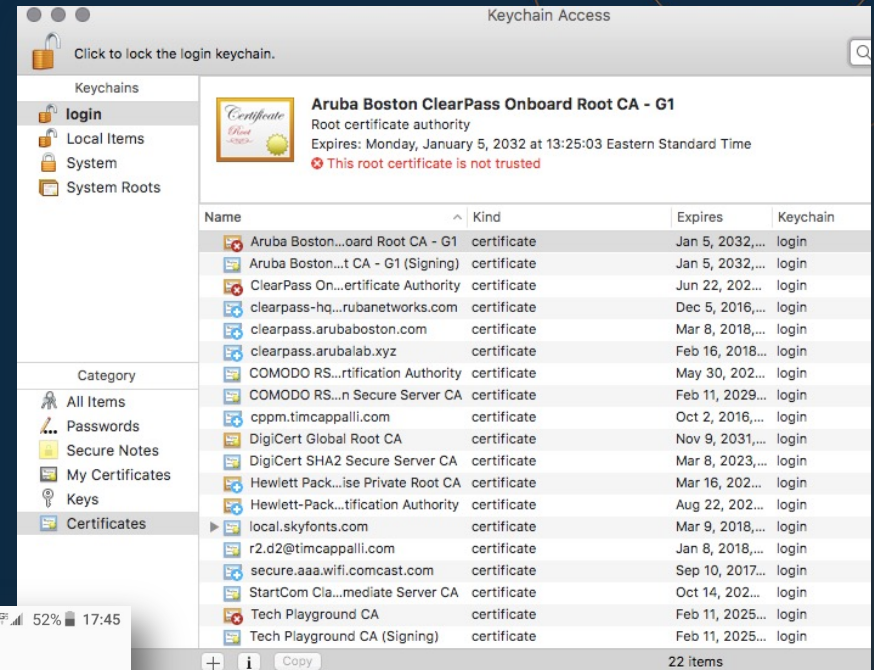 Keychain Access
Click to lock the login keychain.
Keychains
login
Local Items
System
System Roots
Certificate
Root
Aruba Boston ClearPass Onboard Root CA - G1
Root certificate authority
Expires: Monday, January 5, 2032 at 13:25:03 Eastern Standard Time
This root certificate is not trusted
Name Kind Expires Keychain
Aruba Boston...oard Root CA - G1 certificate Jan 5, 2032,... login
Aruba Boston...t CA - G1 (Signing) certificate Jan 5, 2032,... login
ClearPass On...ertificate Authority certificate Jun 22, 202... login
clearpass-hq...rubanetworks.com certificate Dec 5, 2016,... login
clearpass.arubaboston.com certificate Mar 8, 2018,... login
clearpass.arubalab.xyz certificate Feb 16, 2018... login
COMODO RS...rtification Authority certificate May 30, 202... login
COMODO RS...n Secure Server CA certificate Feb 11, 2029... login
cppm.timcappalli.com certificate Oct 2, 2016,... login
DigiCert Global Root CA certificate Nov 9, 2031,... login
DigiCert SHA2 Secure Server CA certificate Mar 8, 2023,... login
Hewlett Pack...ise Private Root CA certificate Mar 16, 202... login
Hewlett-Pack...tification Authority certificate Aug 22, 202... login
local.skyfonts.com certificate Mar 9, 2018,... login
r2.d2@timcappalli.com certificate Jan 8, 2018,... login
secure.aaa.wifi.comcast.com certificate Sep 10, 2017... login
StartCom Cla...mediate Server CA certificate Oct 14, 202... login
Tech Playground CA certificate Feb 11, 2025... login
Tech Playground CA (Signing) certificate Feb 11, 2025... login
Category
All Items
Passwords
Secure Notes
My Certificates
Keys
Certificates
+ i Copy 22 items
52% 17:45